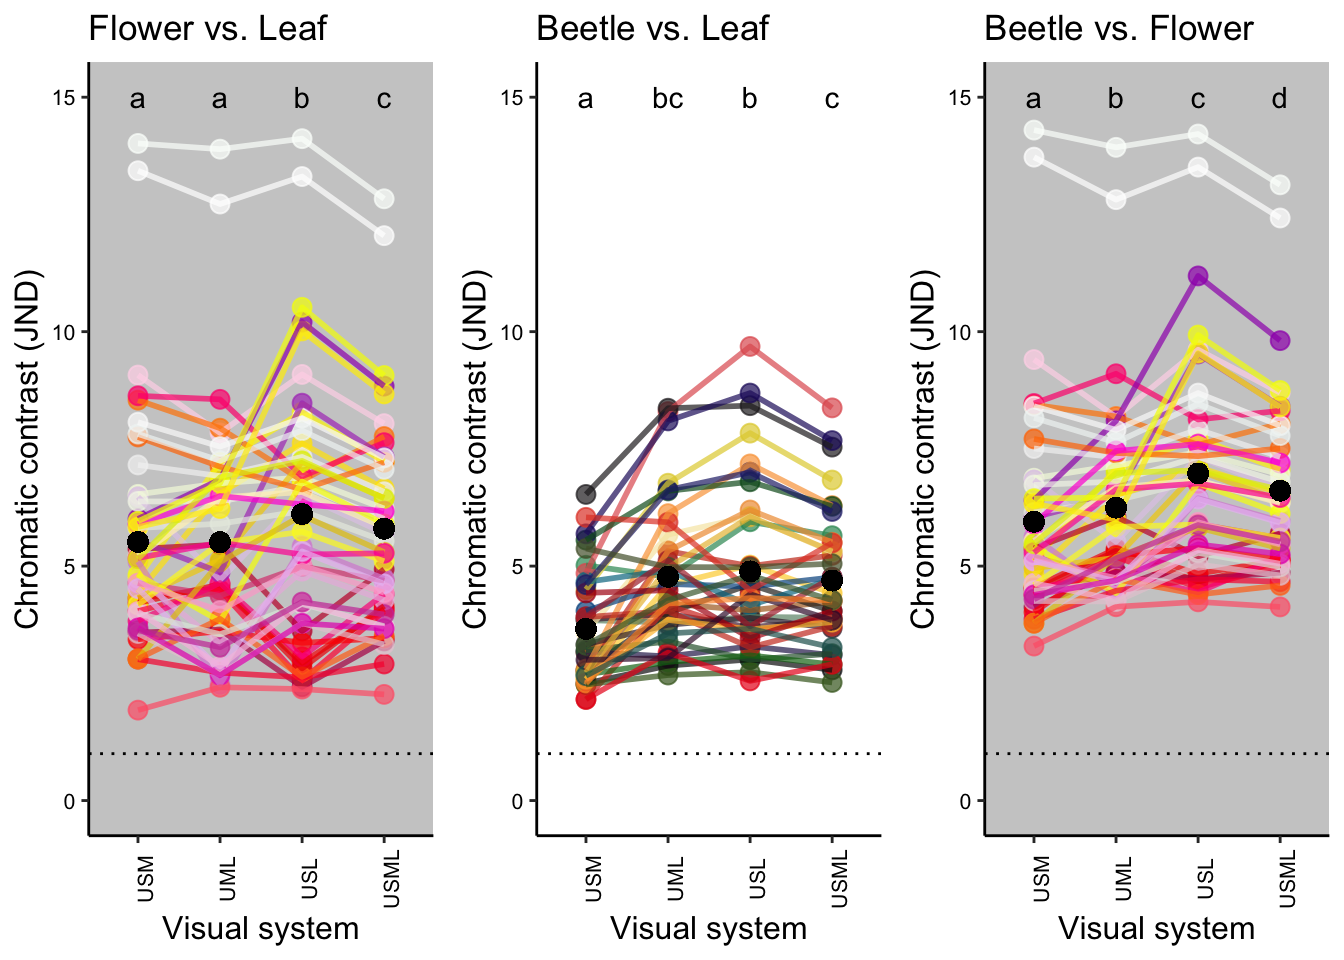 Flower vs. Leaf
Chromatic contrast (JND)
15
10
5
0
a a b c
USM UML USL USML
Visual system
Beetle vs. Leaf
Chromatic contrast (JND)
15
10
5
0
a bc b c
USM UML USL USML
Visual system
Beetle vs. Flower
Chromatic contrast (JND)
15
10
5
0
a b c d
USM UML USL USML
Visual system